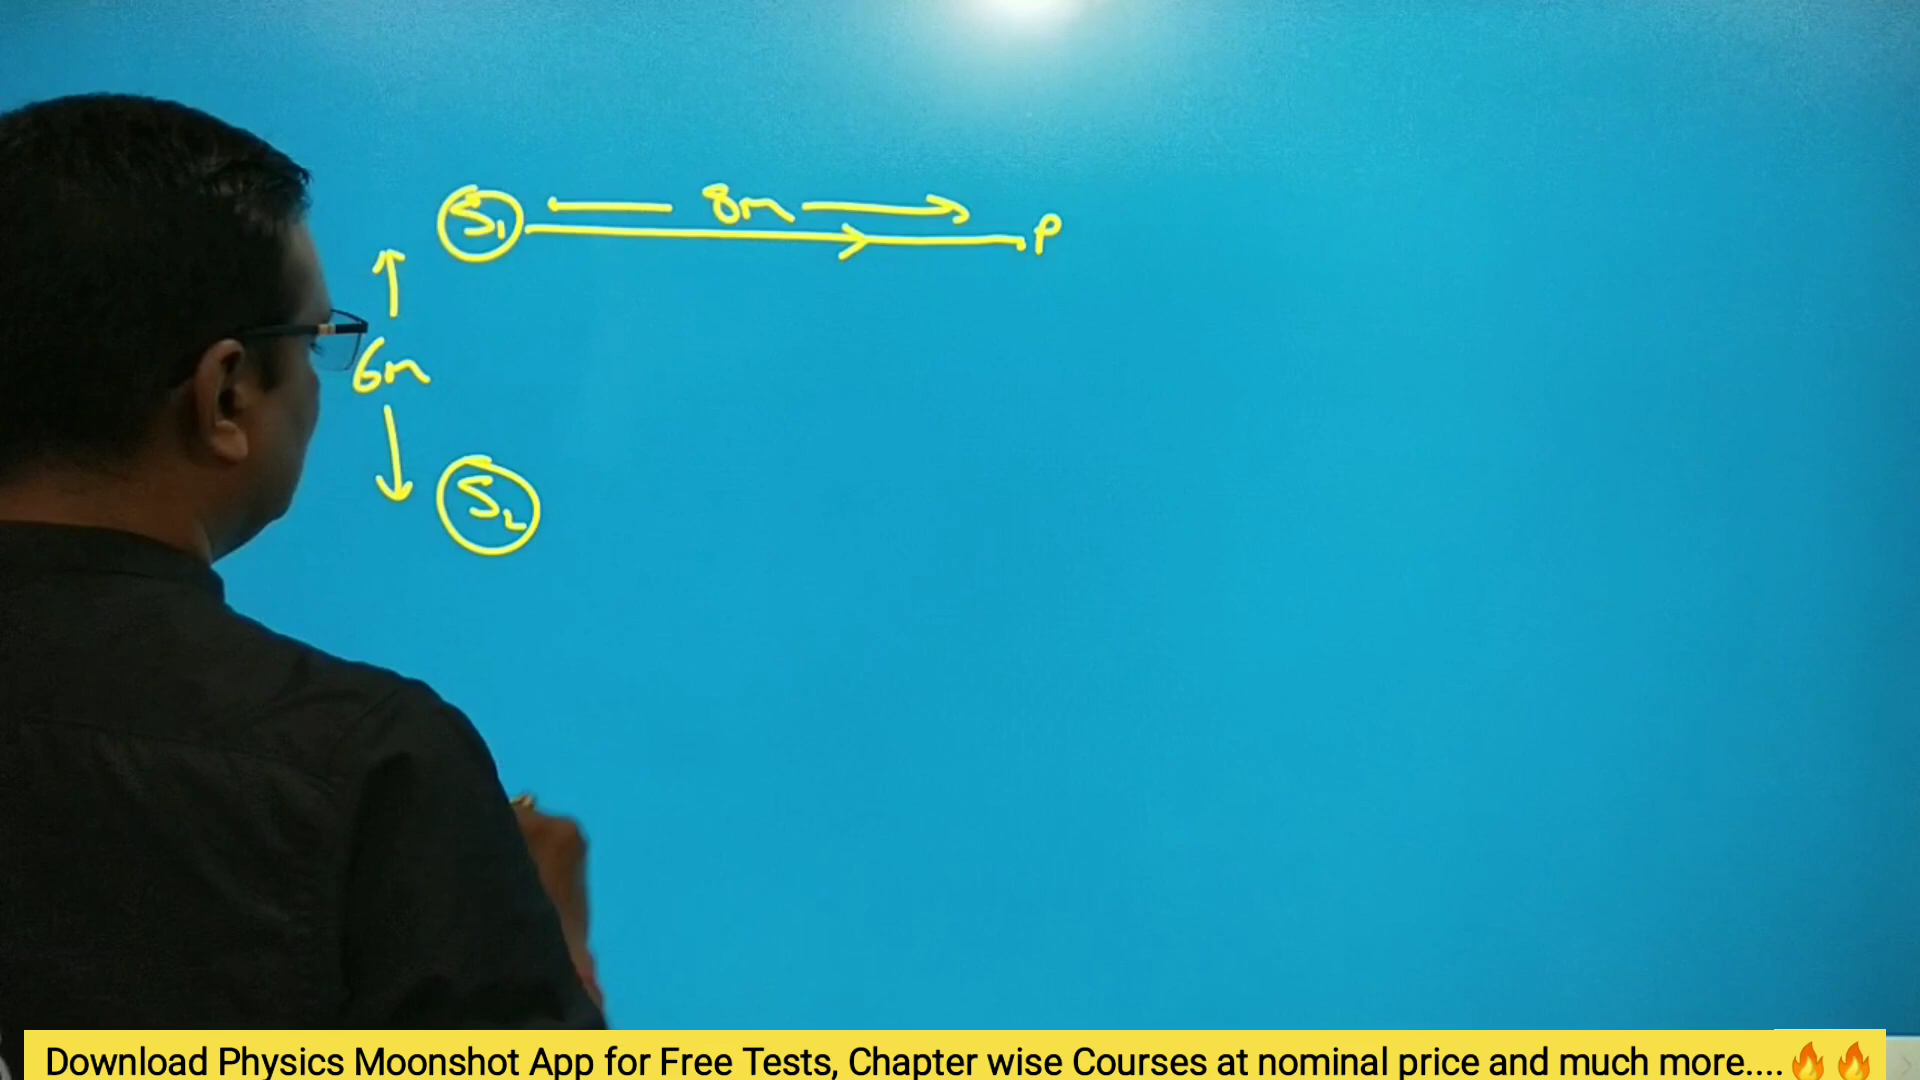 S₁ 8m P
6m
S₂
Download Physics Moonshot App for Free Tests, Chapter wise Courses at nominal price and much more....🔥🔥